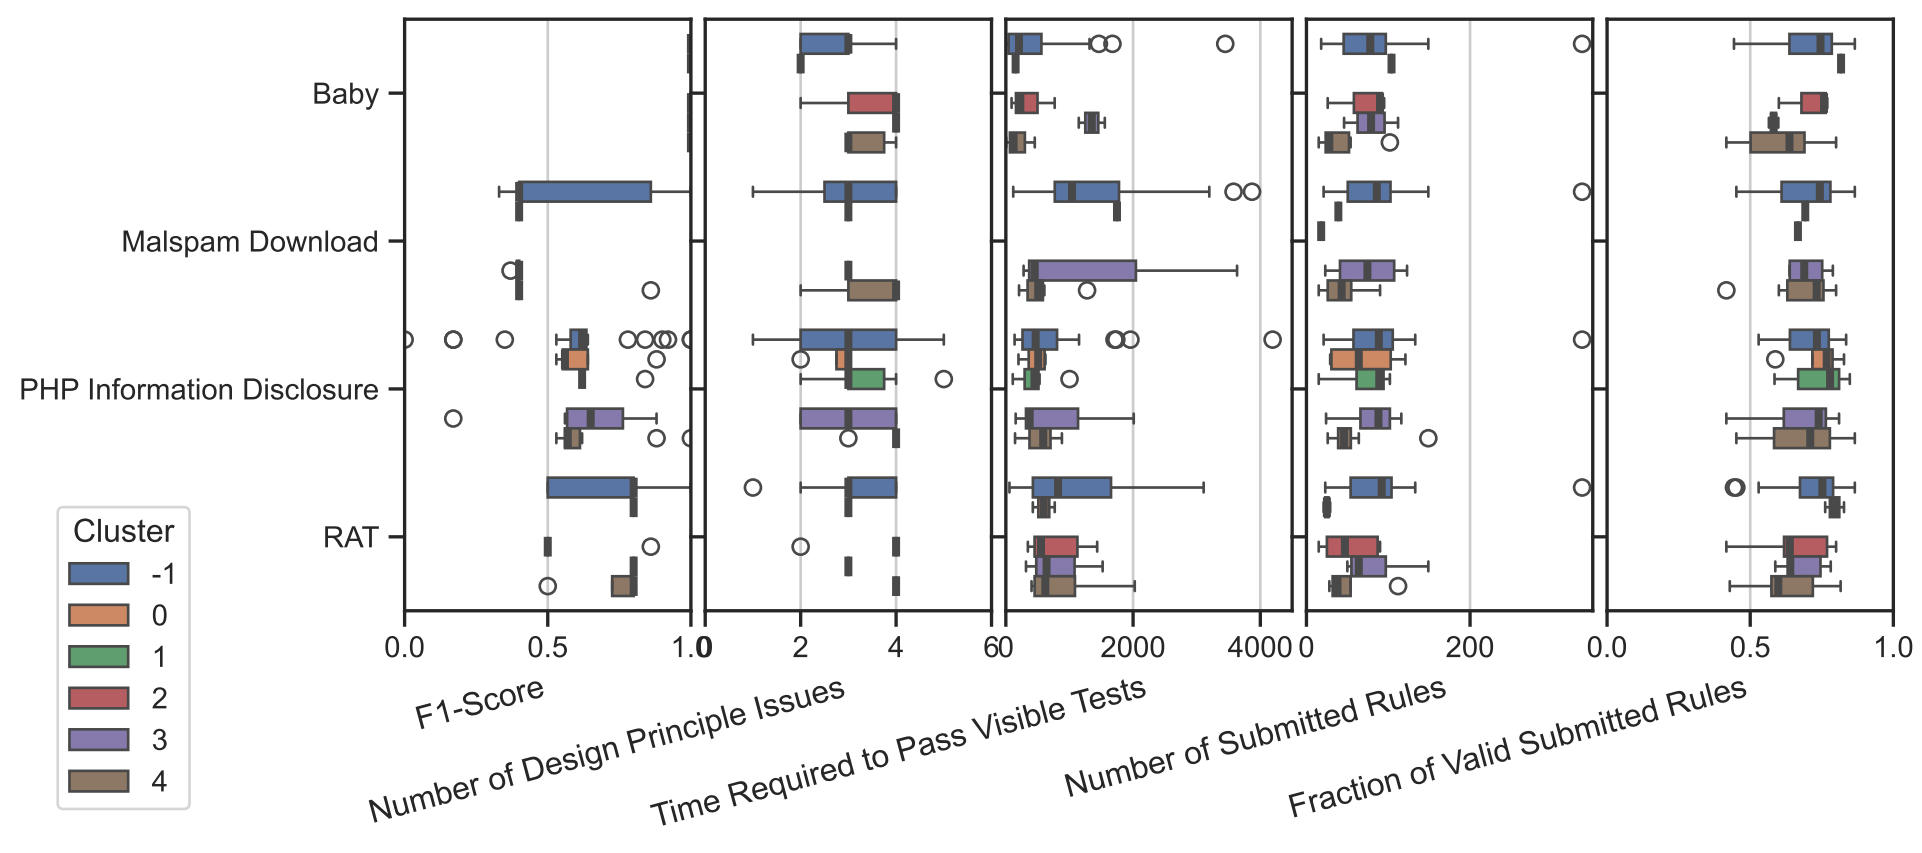 Baby
Malspam Download
PHP Information Disclosure
RAT
Cluster
-1
0
1
2
3
4
0.0 0.5 1.0
0 2 4 6
0 2000 4000
0 200
0.0 0.5 1.0
F1-Score
Number of Design Principle Issues
Time Required to Pass Visible Tests
Number of Submitted Rules
Fraction of Valid Submitted Rules